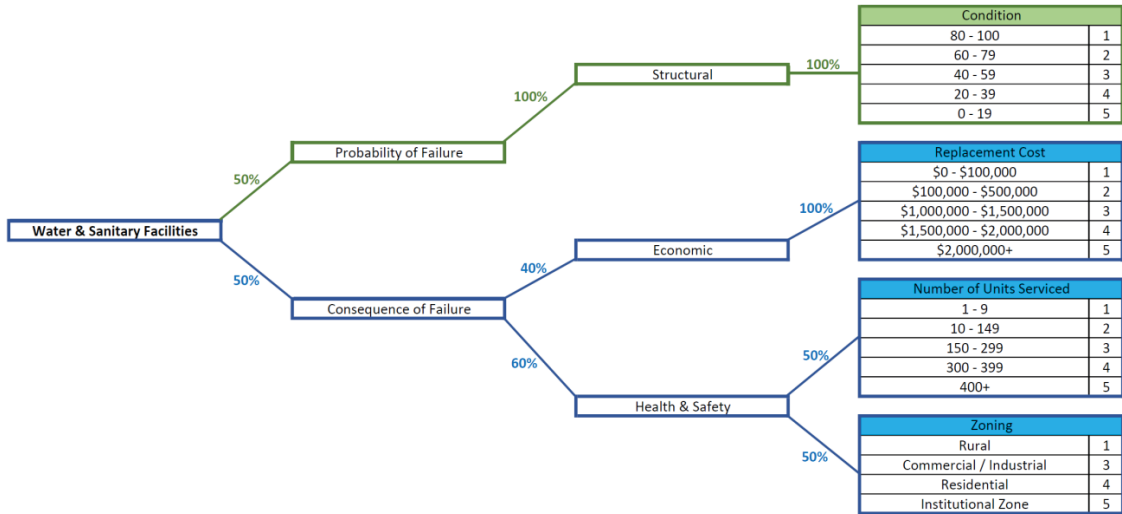 Condition
80 - 100 1
60 - 79 2
40 - 59 3
20 - 39 4
0 - 19 5
100%
Structural
100%
Probability of Failure
50%
Water & Sanitary Facilities
50%
Consequence of Failure
40%
Economic
100%
Replacement Cost
$0 - $100,000 1
$100,000 - $500,000 2
$1,000,000 - $1,500,000 3
$1,500,000 - $2,000,000 4
$2,000,000+ 5
60%
Health & Safety
50%
Number of Units Serviced
1 - 9 1
10 - 149 2
150 - 299 3
300 - 399 4
400+ 5
50%
Zoning
Rural 1
Commercial / Industrial 3
Residential 4
Institutional Zone 5